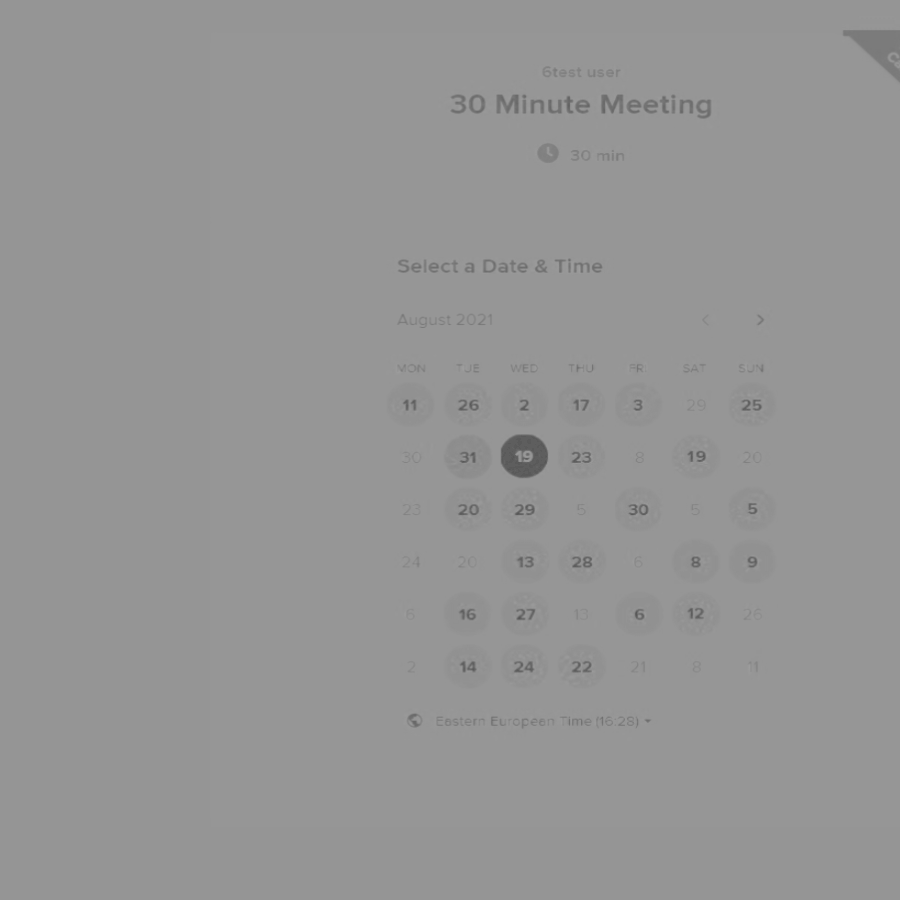 6test user
30 Minute Meeting
30 min
Select a Date & Time
August 2021
MON TUE WED THU FR SAT SUN
11 26 2 17 3 29 25
30 31 19 23 8 19 20
23 20 29 5 30 5 5
24 20 13 28 6 8 9
6 16 27 13 6 12 26
2 14 24 22 21 8 11
Eastern European Time (16:28)